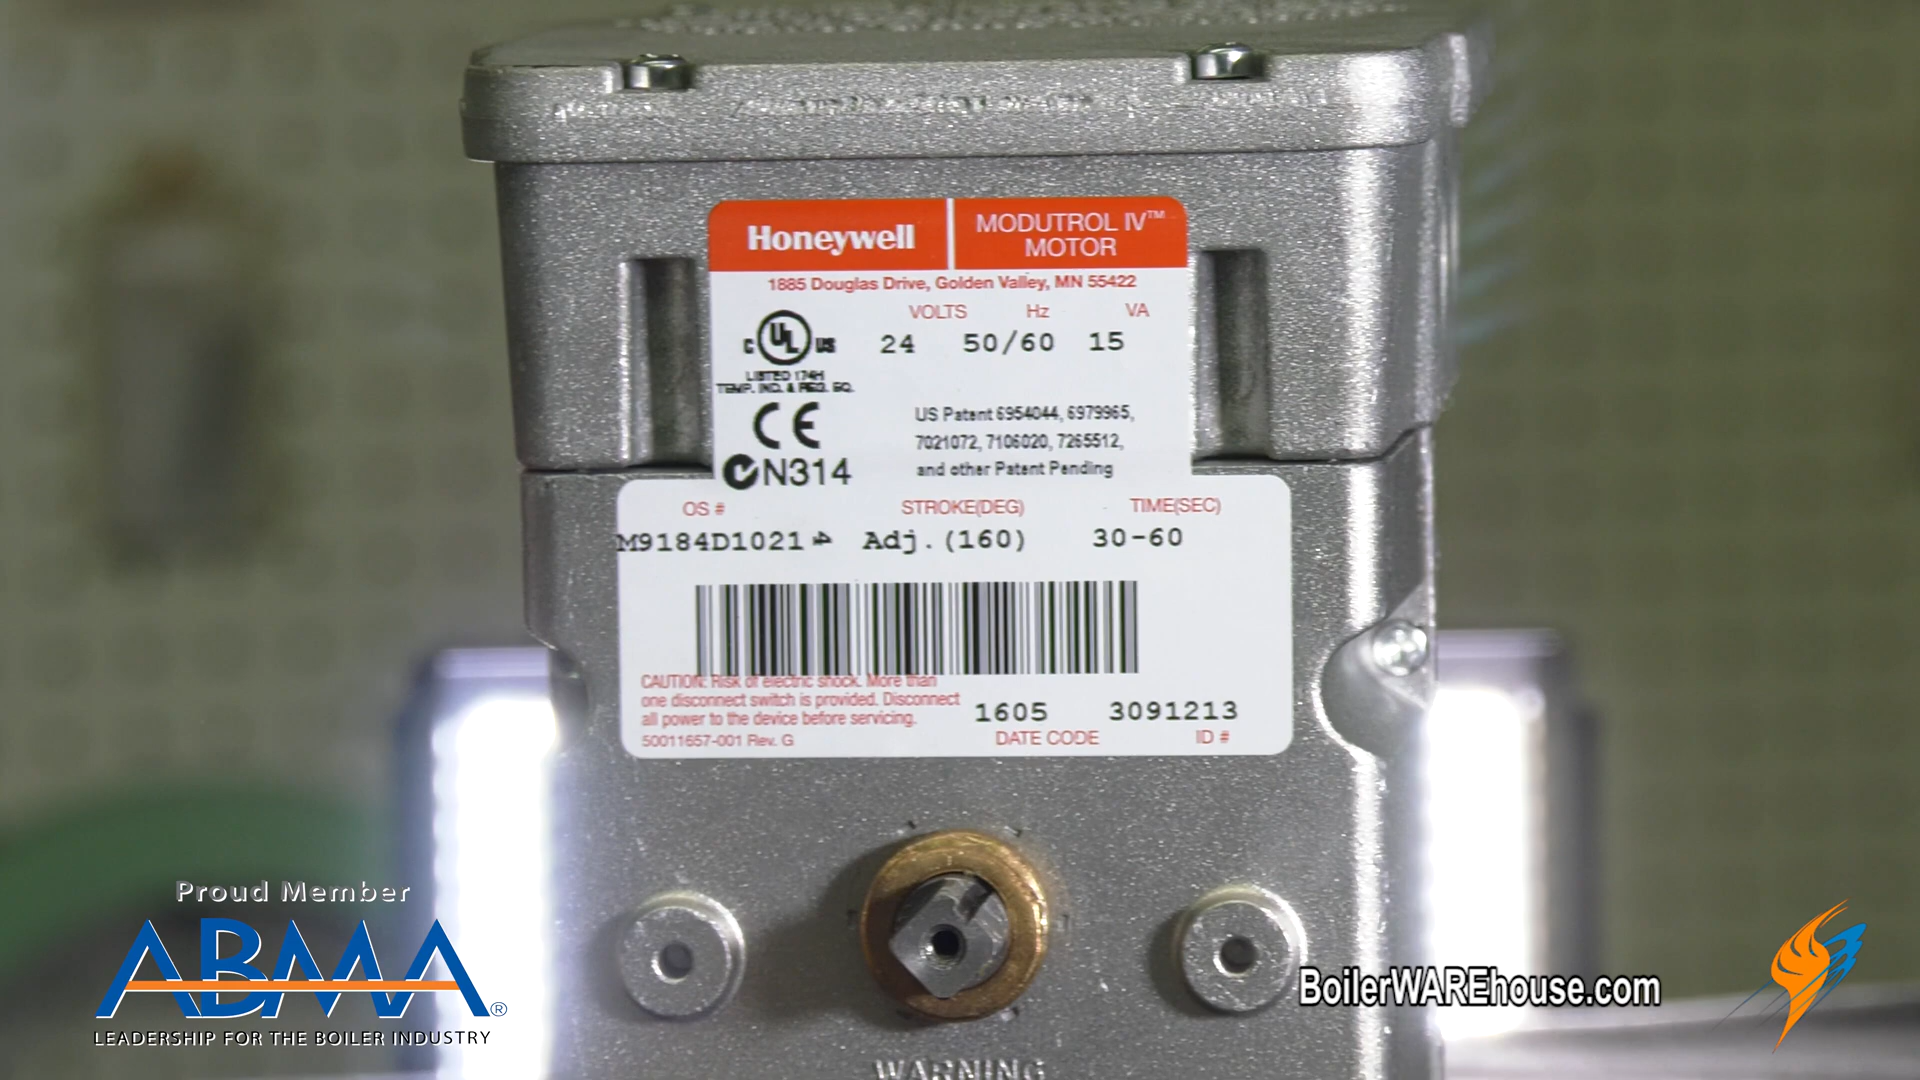 Honeywell
MODUTROL IV™
MOTOR
1885 Douglas Drive, Golden Valley, MN 55422
VOLTS Hz VA
24 50/60 15
C UL US
LISTED 174H
TEMP. IND. & REG. EQ.
CE
N314
US Patent 6954044, 6979965,
7021072, 7106020, 7265512,
and other Patent Pending
OS # STROKE(DEG) TIME(SEC)
M9184D1021 Adj.(160) 30-60
CAUTION: Risk of electric shock. More than
one disconnect switch is provided. Disconnect
all power to the device before servicing.
50011657-001 Rev. G
1605 3091213
DATE CODE ID #
WARNING
Proud Member
ABMA®
LEADERSHIP FOR THE BOILER INDUSTRY
BoilerWAREhouse.com